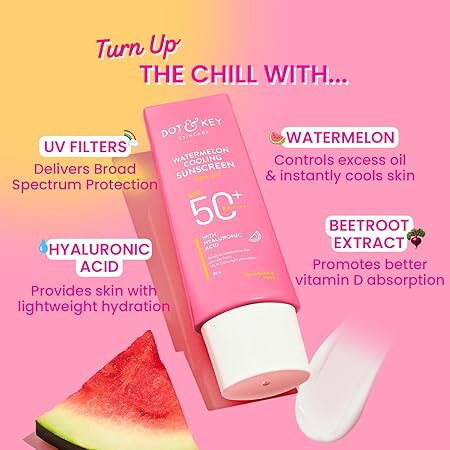 Turn Up
THE CHILL WITH...
UV FILTERS
Delivers Broad
Spectrum Protection
HYALURONIC
ACID
Provides skin with
lightweight hydration
DOT & KEY
SKINCARE
WATERMELON
COOLING
SUNSCREEN
SPF
50+
PA++++
WITH HYALURONIC
ACID
WATERMELON
Controls excess oil
& instantly cools skin
BEETROOT
EXTRACT
Promotes better
vitamin D absorption